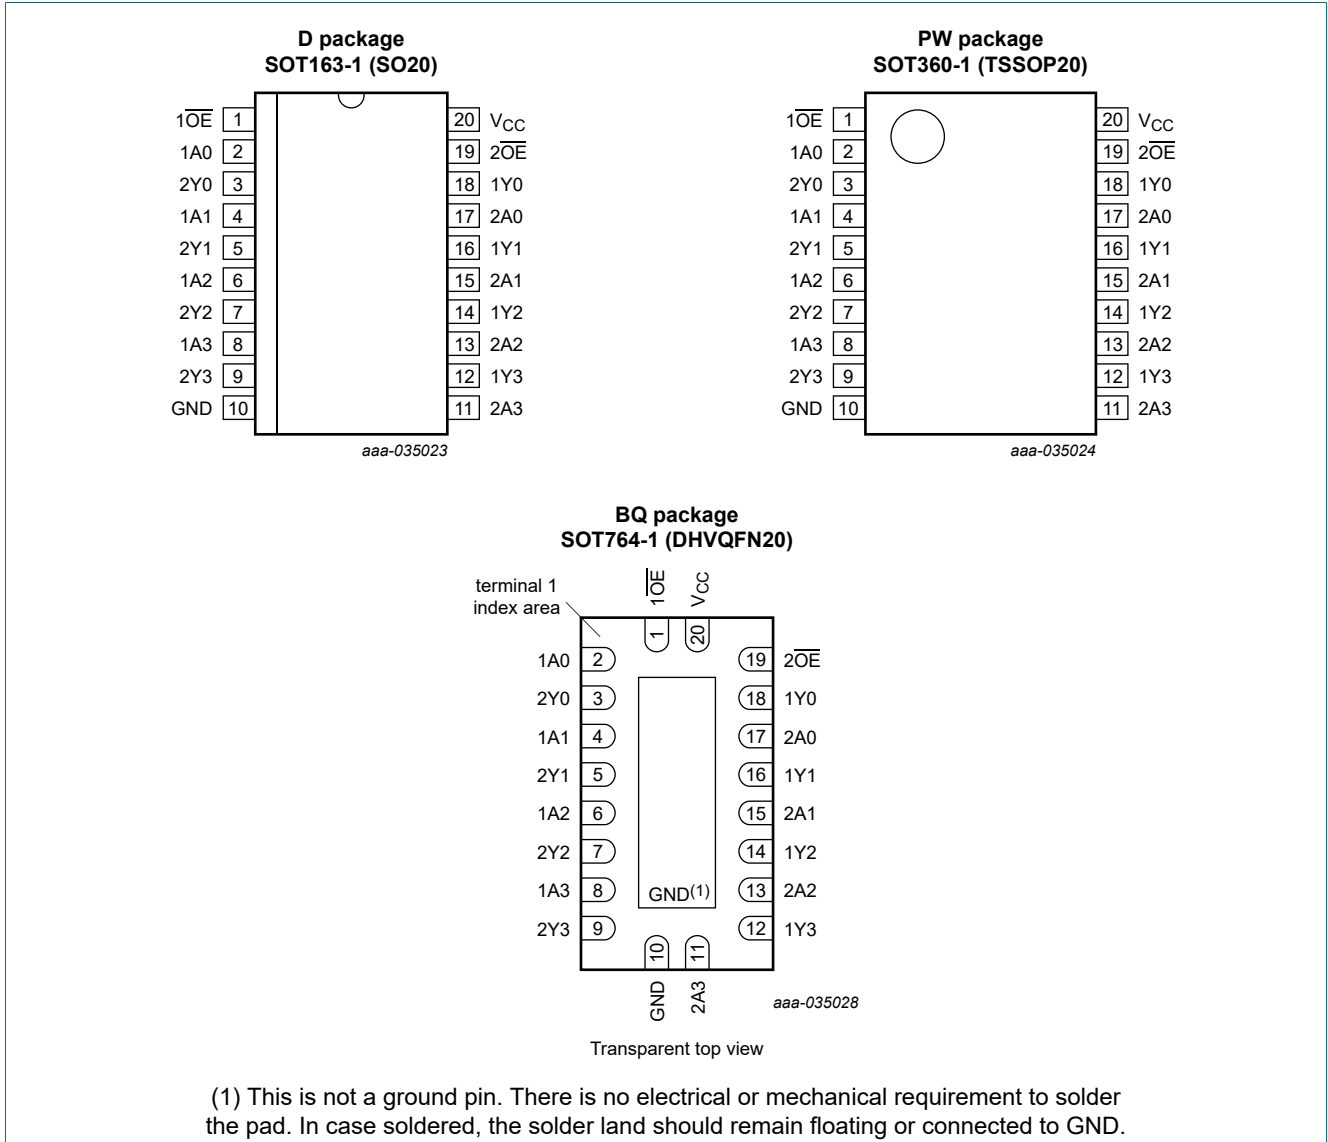 D package
SOT163-1 (SO20)
1OE 1
1A0 2
2Y0 3
1A1 4
2Y1 5
1A2 6
2Y2 7
1A3 8
2Y3 9
GND 10
20 VCC
19 2OE
18 1Y0
17 2A0
16 1Y1
15 2A1
14 1Y2
13 2A2
12 1Y3
11 2A3
aaa-035023
PW package
SOT360-1 (TSSOP20)
1OE 1
1A0 2
2Y0 3
1A1 4
2Y1 5
1A2 6
2Y2 7
1A3 8
2Y3 9
GND 10
20 VCC
19 2OE
18 1Y0
17 2A0
16 1Y1
15 2A1
14 1Y2
13 2A2
12 1Y3
11 2A3
aaa-035024
BQ package
SOT764-1 (DHVQFN20)
terminal 1
index area
1OE
VCC
1
20
1A0 2
2Y0 3
1A1 4
2Y1 5
1A2 6
2Y2 7
1A3 8
2Y3 9
19 2OE
18 1Y0
17 2A0
16 1Y1
15 2A1
14 1Y2
13 2A2
12 1Y3
GND(1)
10
11
GND
2A3
aaa-035028
Transparent top view
(1) This is not a ground pin. There is no electrical or mechanical requirement to solder
the pad. In case soldered, the solder land should remain floating or connected to GND.